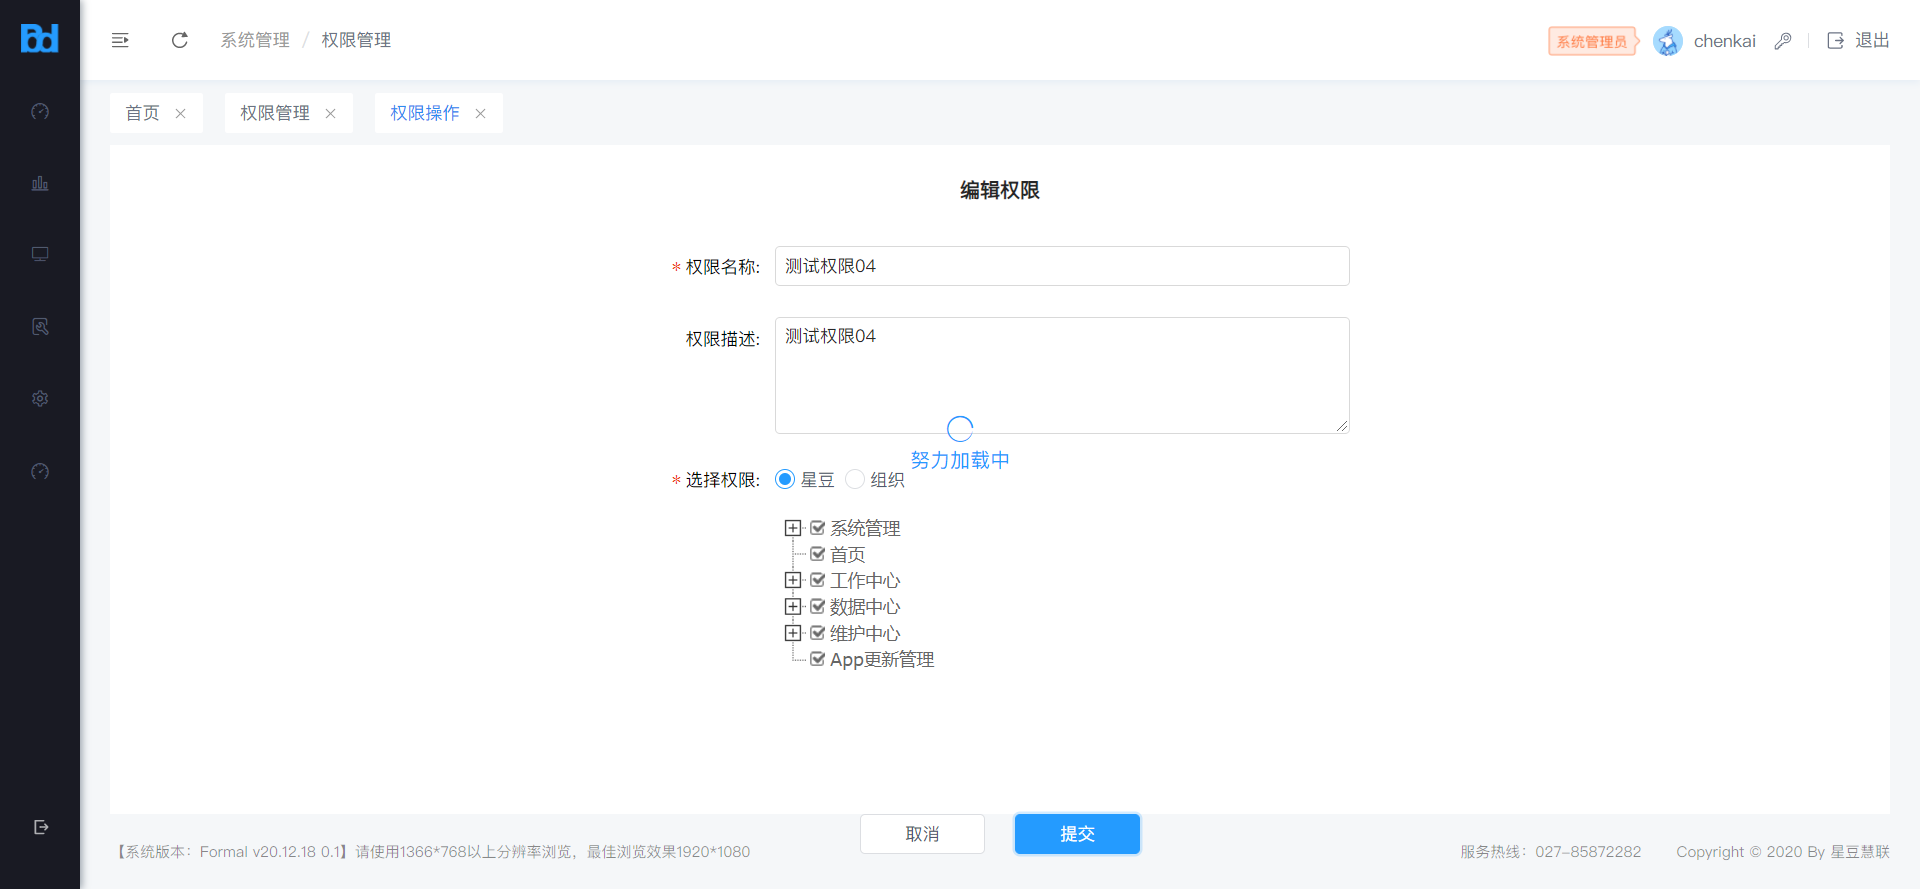 系统管理 / 权限管理
系统管理员
chenkai
退出
首页
权限管理
权限操作
编辑权限
* 权限名称:
测试权限04
权限描述:
测试权限04
努力加载中
* 选择权限:
星豆
组织
系统管理
首页
工作中心
数据中心
维护中心
App更新管理
取消
提交
【系统版本：Formal v20.12.18 0.1】请使用1366*768以上分辨率浏览，最佳浏览效果1920*1080
服务热线：027-85872282
Copyright © 2020 By 星豆慧联